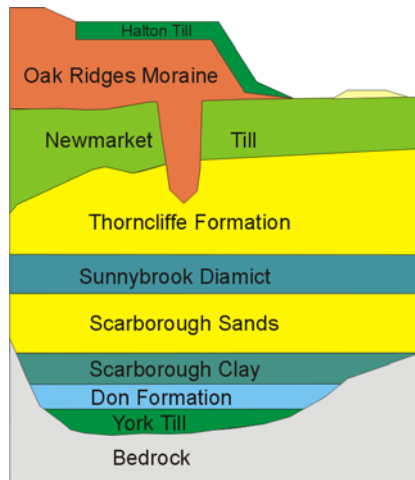 Halton Till
Oak Ridges Moraine
Newmarket Till
Thorncliffe Formation
Sunnybrook Diamict
Scarborough Sands
Scarborough Clay
Don Formation
York Till
Bedrock